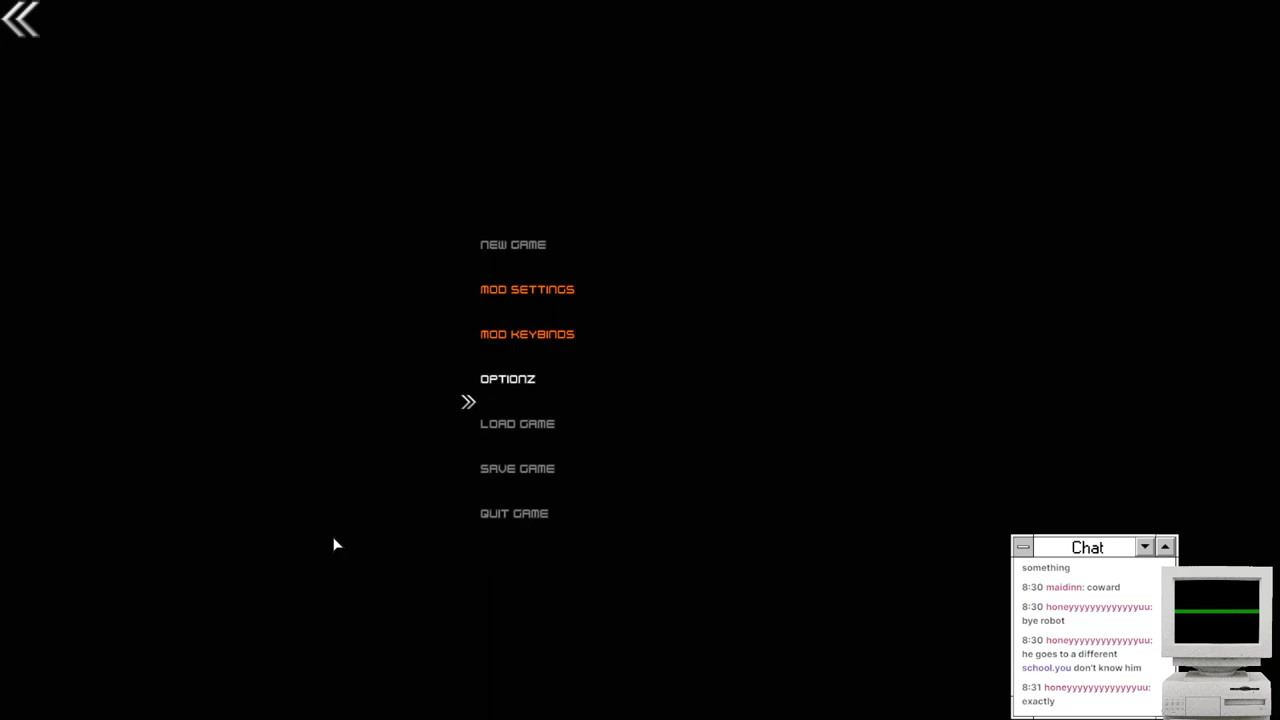 NEW GAME
MOD SETTINGS
MOD KEYBINDS
OPTIONZ
LOAD GAME
SAVE GAME
QUIT GAME
Chat
something
8:30 maidinn: coward
8:30 honeyyyyyyyyyyyyyuu:
bye robot
8:30 honeyyyyyyyyyyyyyuu:
he goes to a different
school.you don't know him
8:31 honeyyyyyyyyyyyyyuu:
exactly